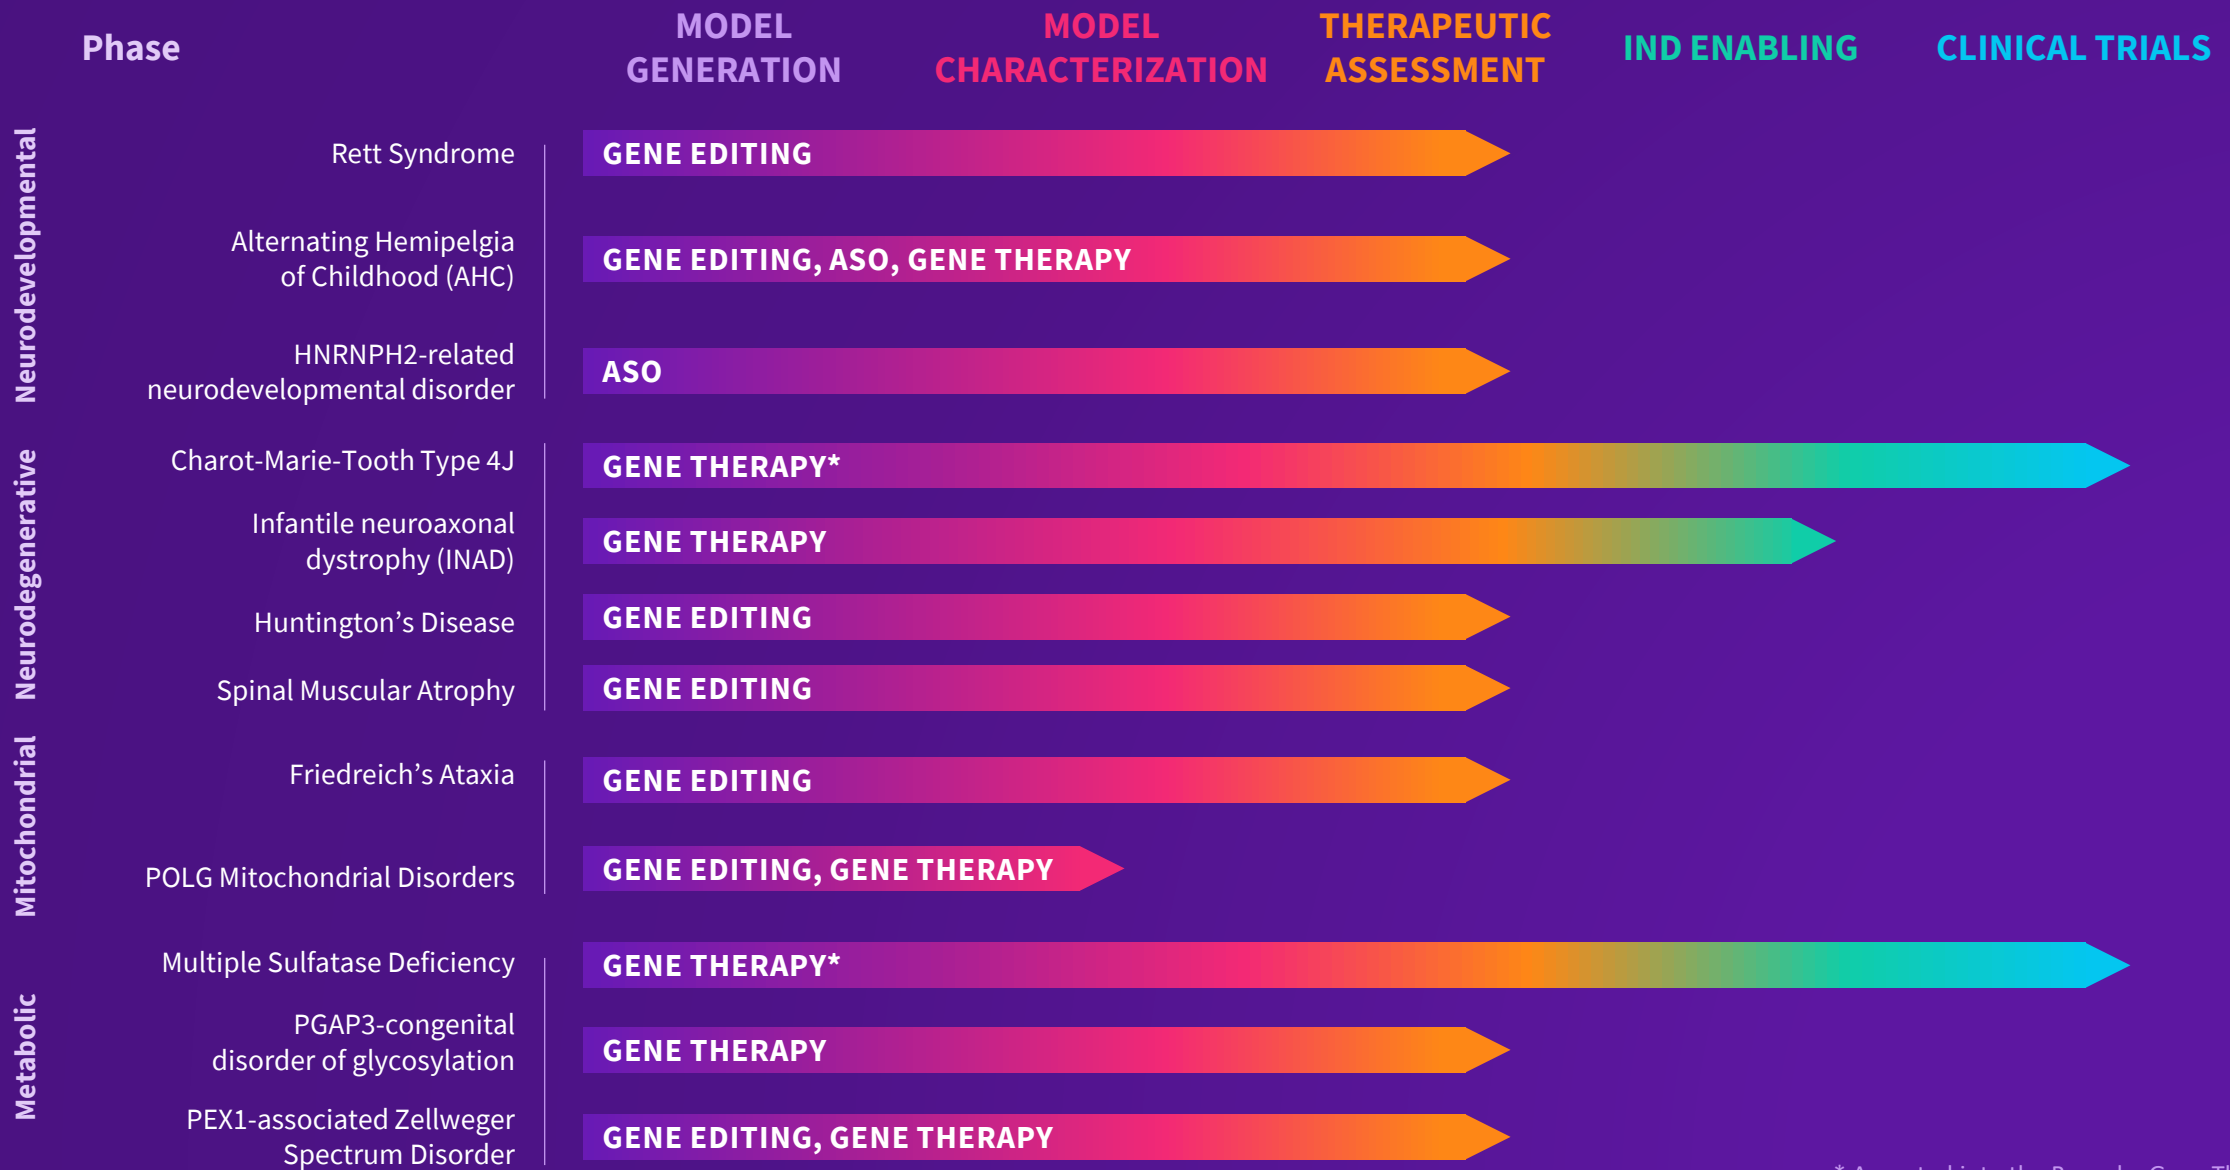 Phase
MODEL
GENERATION
MODEL
CHARACTERIZATION
THERAPEUTIC
ASSESSMENT
IND ENABLING
CLINICAL TRIALS
Neurodevelopmental
Rett Syndrome
GENE EDITING
Alternating Hemipelgia
of Childhood (AHC)
GENE EDITING, ASO, GENE THERAPY
HNRNPH2-related
neurodevelopmental disorder
ASO
Neurodegenerative
Charot-Marie-Tooth Type 4J
GENE THERAPY*
Infantile neuroaxonal
dystrophy (INAD)
GENE THERAPY
Huntington’s Disease
GENE EDITING
Spinal Muscular Atrophy
GENE EDITING
Mitochondrial
Friedreich’s Ataxia
GENE EDITING
POLG Mitochondrial Disorders
GENE EDITING, GENE THERAPY
Metabolic
Multiple Sulfatase Deficiency
GENE THERAPY*
PGAP3-congenital
disorder of glycosylation
GENE THERAPY
PEX1-associated Zellweger
Spectrum Disorder
GENE EDITING, GENE THERAPY